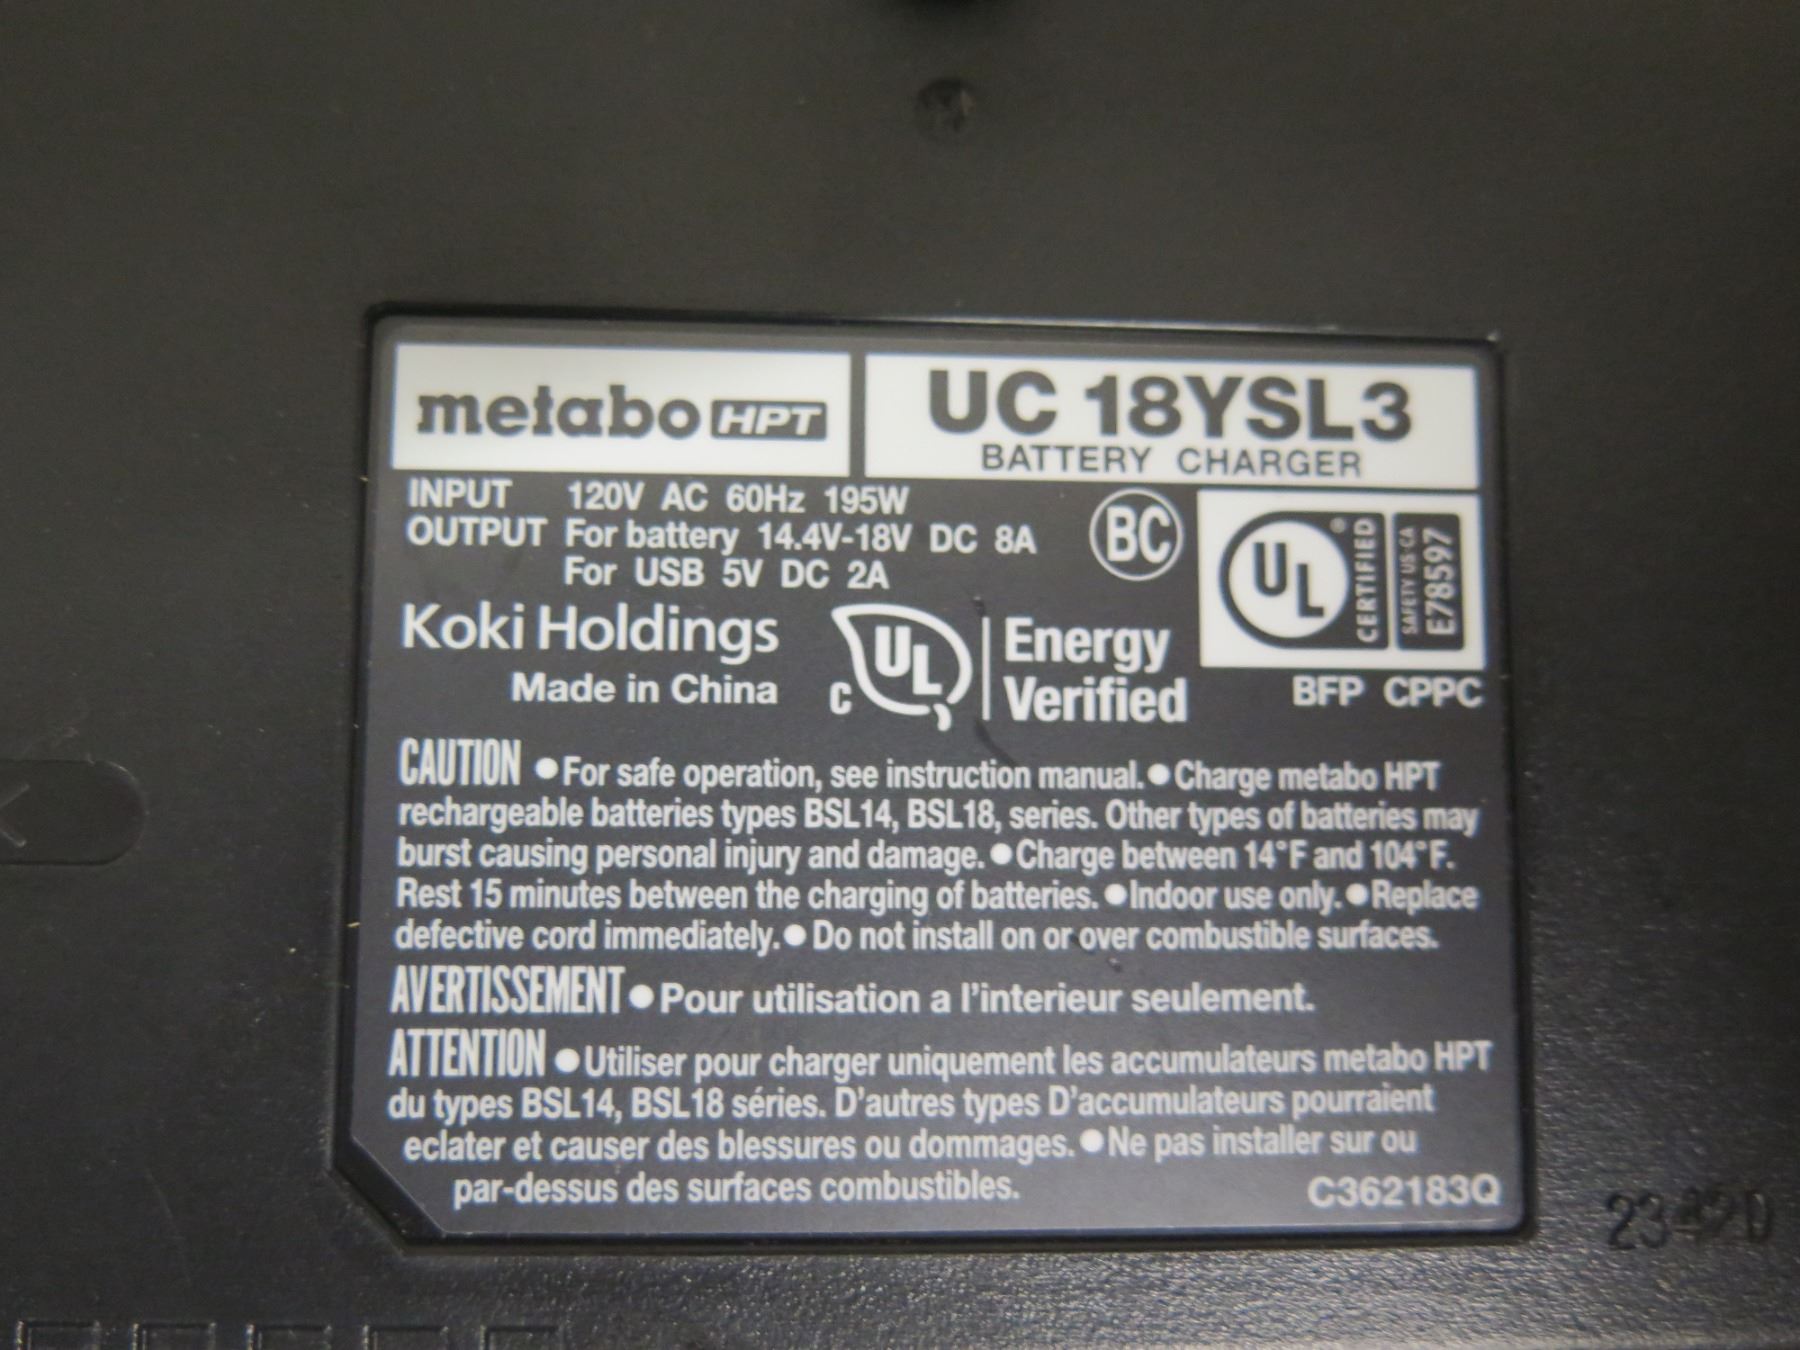 metabo HPT
UC 18YSL3
BATTERY CHARGER
INPUT 120V AC 60Hz 195W
OUTPUT For battery 14.4V-18V DC 8A
For USB 5V DC 2A
BC
UL ® CERTIFIED
SAFETY US-CA
E78597
Koki Holdings
Made in China
C UL Energy
Verified
BFP CPPC
CAUTION ●For safe operation, see instruction manual.●Charge metabo HPT
rechargeable batteries types BSL14, BSL18, series. Other types of batteries may
burst causing personal injury and damage.●Charge between 14°F and 104°F.
Rest 15 minutes between the charging of batteries.●Indoor use only.●Replace
defective cord immediately.●Do not install on or over combustible surfaces.
AVERTISSEMENT●Pour utilisation a l'interieur seulement.
ATTENTION●Utiliser pour charger uniquement les accumulateurs metabo HPT
du types BSL14, BSL18 séries. D'autres types D'accumulateurs pourraient
eclater et causer des blessures ou dommages.●Ne pas installer sur ou
par-dessus des surfaces combustibles.
C362183Q